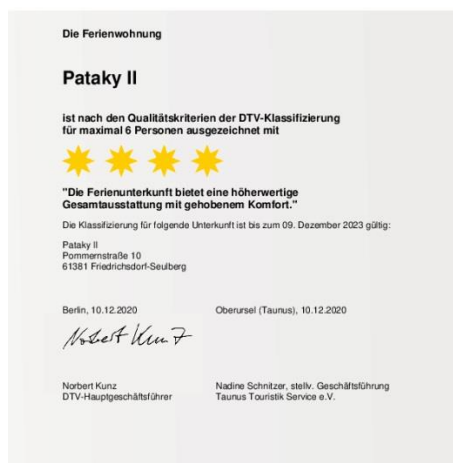 Die Ferienwohnung
Pataky II
ist nach den Qualitätskriterien der DTV-Klassifizierung
für maximal 6 Personen ausgezeichnet mit
"Die Ferienunterkunft bietet eine höherwertige
Gesamtausstattung mit gehobenem Komfort."
Die Klassifizierung für folgende Unterkunft ist bis zum 09. Dezember 2023 gültig:
Pataky II
Pommernstraße 10
61381 Friedrichsdorf-Seulberg
Berlin, 10.12.2020 Oberursel (Taunus), 10.12.2020
Norbert Kunz
Norbert Kunz Nadine Schnitzer, stellv. Geschäftsführung
DTV-Hauptgeschäftsführer Taunus Touristik Service e.V.